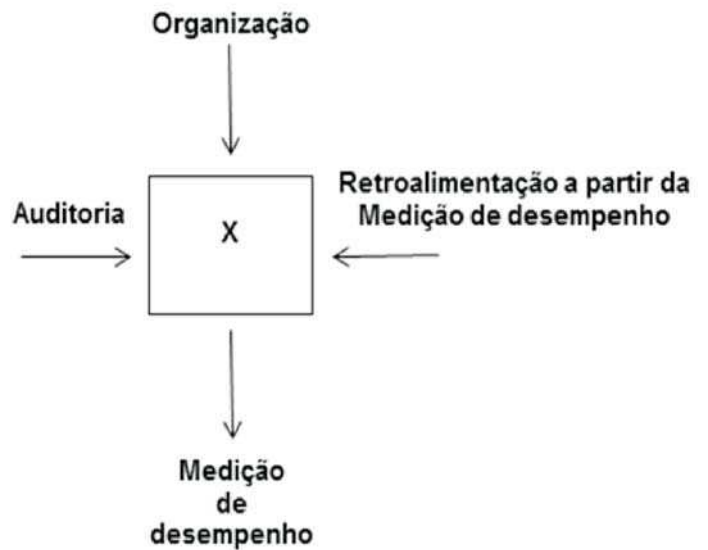 Organização
Auditoria
X
Retroalimentação a partir da
Medição de desempenho
Medição
de
desempenho